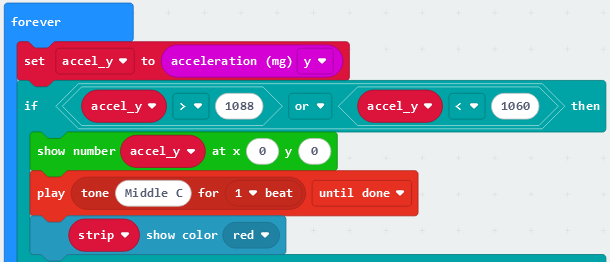 forever
set accel_y to acceleration (mg) y
if accel_y > 1088 or accel_y < 1060 then
show number accel_y at x 0 y 0
play tone Middle C for 1 beat until done
strip show color red